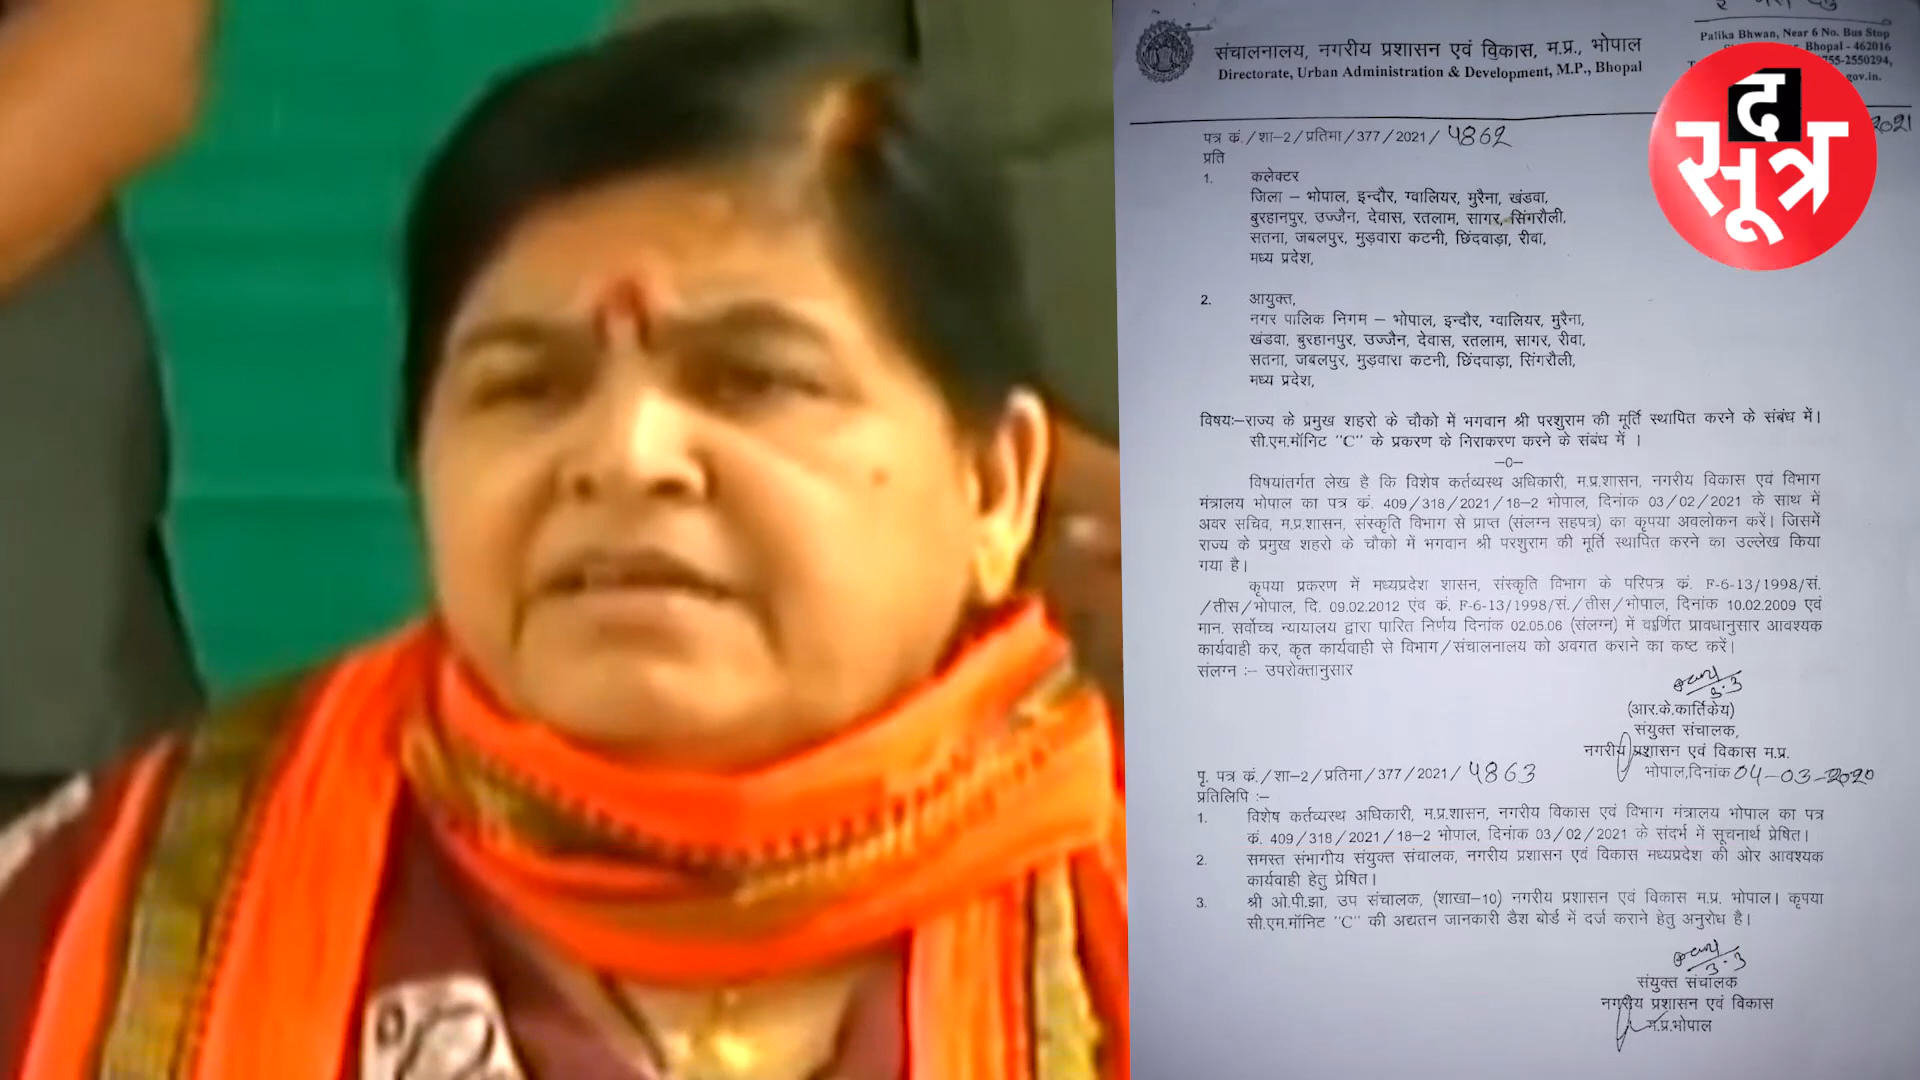 संचालनालय, नगरीय प्रशासन एवं विकास, म.प्र., भोपाल
Directorate, Urban Administration & Development, M.P., Bhopal
Palika Bhwan, Near 6 No. Bus Stop
Bhopal - 462016
755-2550294,
gov.in.
द
सूत्र
2021
पत्र कं./शा-2/प्रतिमा/377/2021/ 4862
प्रति
1. कलेक्टर
जिला – भोपाल, इन्दौर, ग्वालियर, मुरैना, खंडवा,
बुरहानपुर, उज्जैन, देवास, रतलाम, सागर, सिंगरौली,
सतना, जबलपुर, मुड़वारा कटनी, छिंदवाड़ा, रीवा,
मध्य प्रदेश,
2. आयुक्त,
नगर पालिक निगम – भोपाल, इन्दौर, ग्वालियर, मुरैना,
खंडवा, बुरहानपुर, उज्जैन, देवास, रतलाम, सागर, रीवा,
सतना, जबलपुर, मुड़वारा कटनी, छिंदवाड़ा, सिंगरौली,
मध्य प्रदेश,
विषयः–राज्य के प्रमुख शहरो के चौको में भगवान श्री परशुराम की मूर्ति स्थापित करने के संबंध में।
सी.एम.मॉनिट "C" के प्रकरण के निराकरण करने के संबंध में ।
–0–
विषयांतर्गत लेख है कि विशेष कर्तव्यस्थ अधिकारी, म.प्र.शासन, नगरीय विकास एवं विभाग
मंत्रालय भोपाल का पत्र कं. 409/318/2021/18–2 भोपाल, दिनांक 03/02/2021 के साथ में
अवर सचिव, म.प्र.शासन, संस्कृति विभाग से प्राप्त (संलग्न सहपत्र) का कृपया अवलोकन करें। जिसमें
राज्य के प्रमुख शहरो के चौको में भगवान श्री परशुराम की मूर्ति स्थापित करने का उल्लेख किया
गया है।
कृपया प्रकरण में मध्यप्रदेश शासन, संस्कृति विभाग के परिपत्र कं. F-6-13/1998/सं.
/तीस/भोपाल, दि. 09.02.2012 एंव कं. F-6-13/1998/सं./तीस/भोपाल, दिनांक 10.02.2009 एवं
मान. सर्वोच्च न्यायालय द्वारा पारित निर्णय दिनांक 02.05.06 (संलग्न) में वर्णित प्रावधानुसार आवश्यक
कार्यवाही कर, कृत कार्यवाही से विभाग/संचालनालय को अवगत कराने का कष्ट करें।
संलग्न :– उपरोक्तानुसार
3.3
(आर.के.कार्तिकेय)
संयुक्त संचालक,
नगरीय प्रशासन एवं विकास म.प्र.
भोपाल,दिनांक 04-03-2020
पृ. पत्र कं./शा–2/प्रतिमा/377/2021/ 4863
प्रतिलिपि :–
1. विशेष कर्तव्यस्थ अधिकारी, म.प्र.शासन, नगरीय विकास एवं विभाग मंत्रालय भोपाल का पत्र
कं. 409/318/2021/18–2 भोपाल, दिनांक 03/02/2021 के संदर्भ में सूचनार्थ प्रेषित।
2. समस्त संभागीय संयुक्त संचालक, नगरीय प्रशासन एवं विकास मध्यप्रदेश की ओर आवश्यक
कार्यवाही हेतु प्रेषित।
3. श्री ओ.पी.झा, उप संचालक, (शाखा–10) नगरीय प्रशासन एवं विकास म.प्र. भोपाल। कृपया
सी.एम.मॉनिट "C" की अद्यतन जानकारी डैश बोर्ड में दर्ज कराने हेतु अनुरोध है।
3.3
संयुक्त संचालक
नगरीय प्रशासन एवं विकास
म.प्र.भोपाल